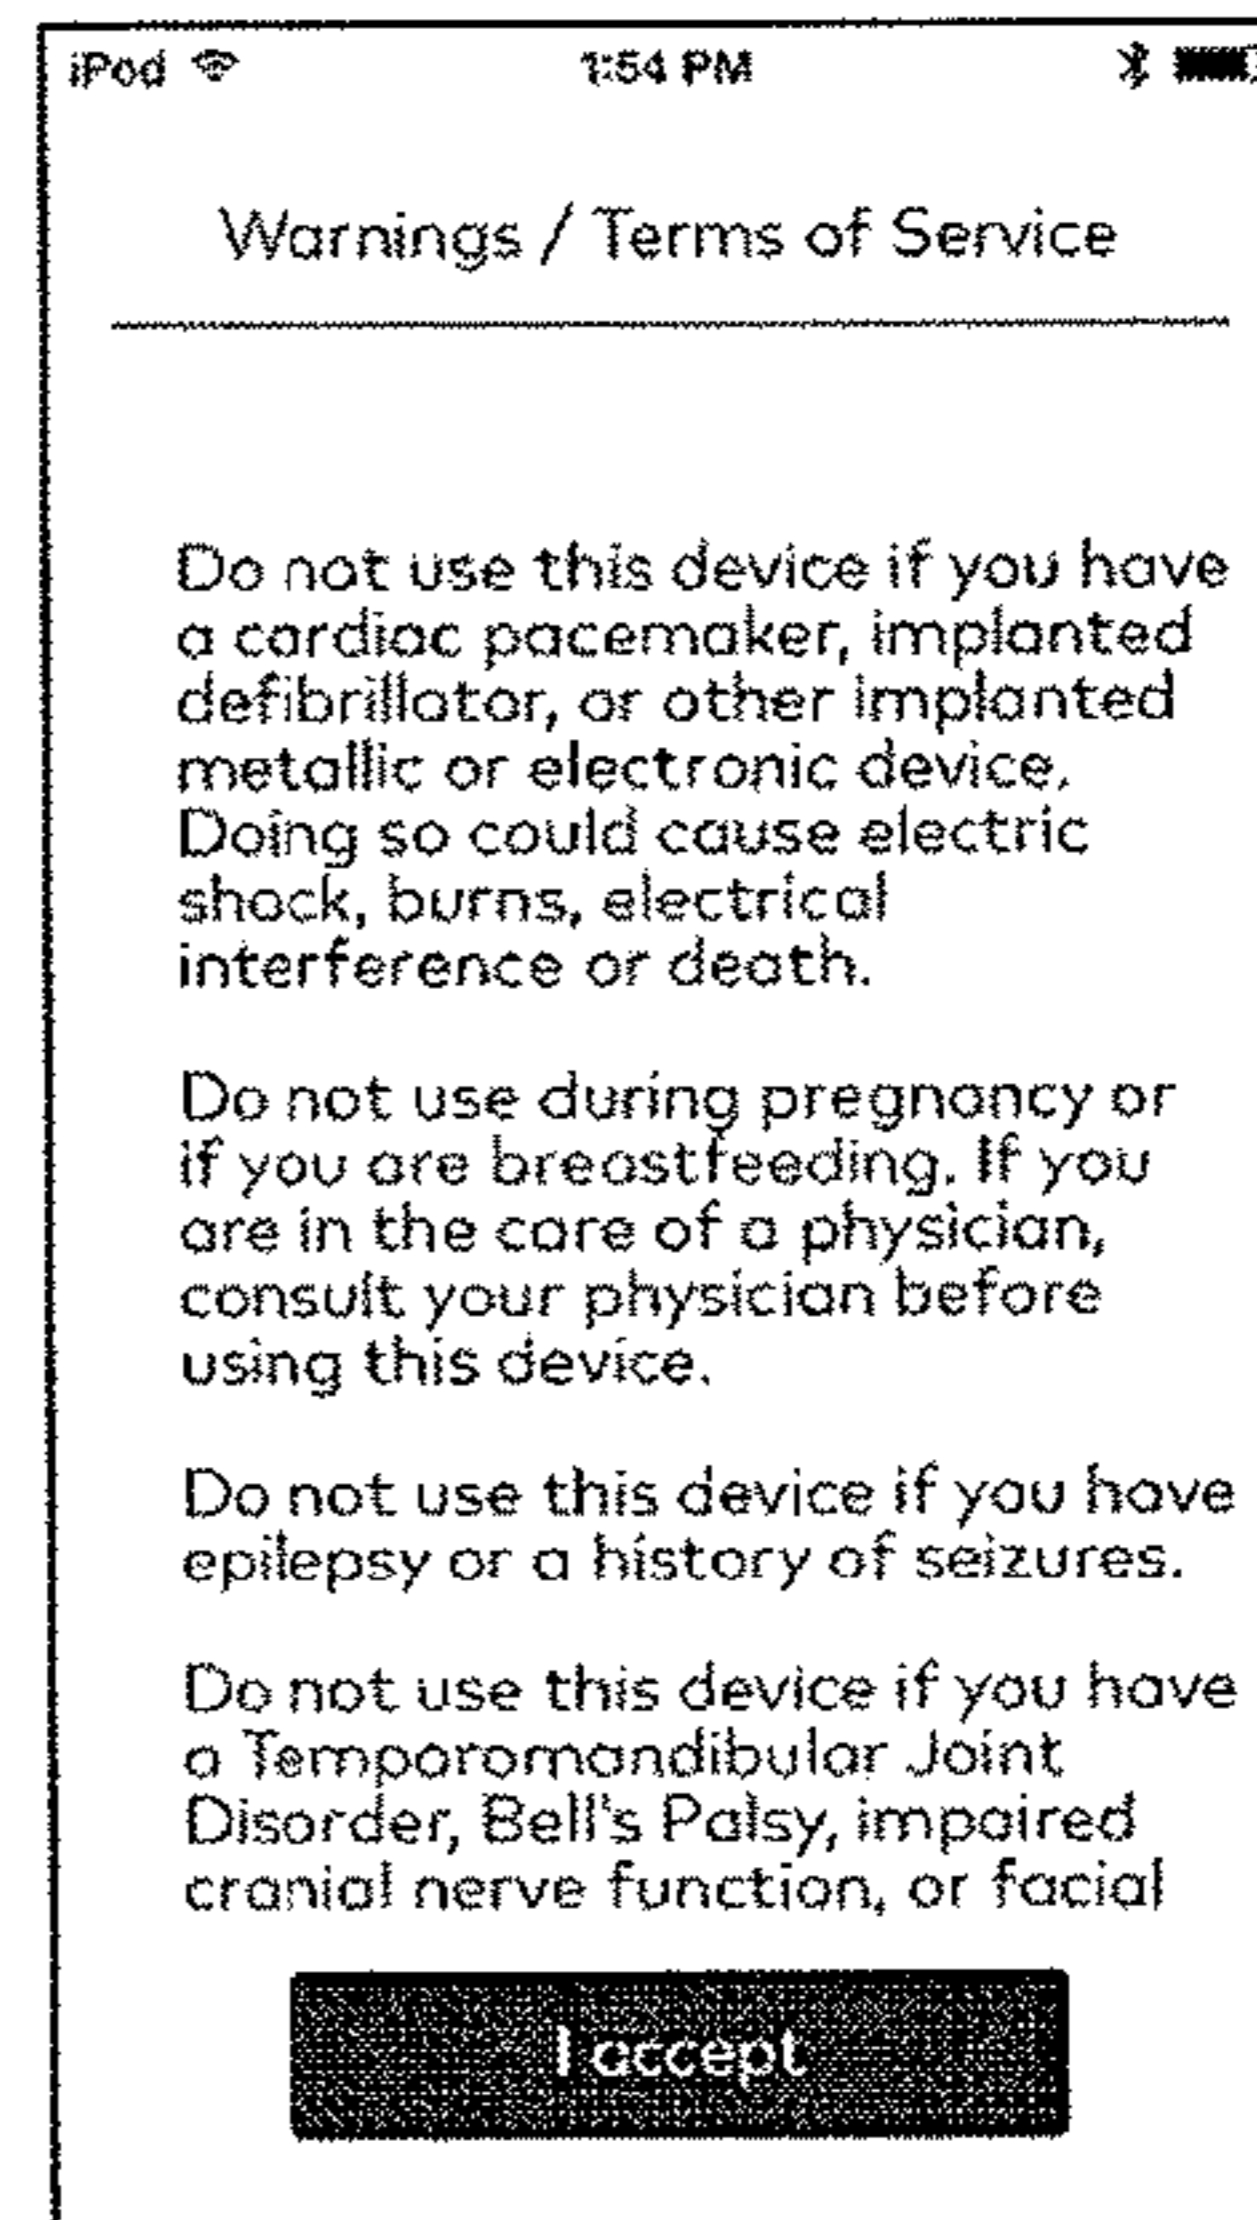 iPod 1:54 PM
Warnings / Terms of Service
Do not use this device if you have
a cardiac pacemaker, implanted
defibrillator, or other implanted
metallic or electronic device.
Doing so could cause electric
shock, burns, electrical
interference or death.
Do not use during pregnancy or
if you are breastfeeding. If you
are in the care of a physician,
consult your physician before
using this device.
Do not use this device if you have
epilepsy or a history of seizures.
Do not use this device if you have
a Temporomandibular Joint
Disorder, Bell's Palsy, impaired
cranial nerve function, or facial
I accept